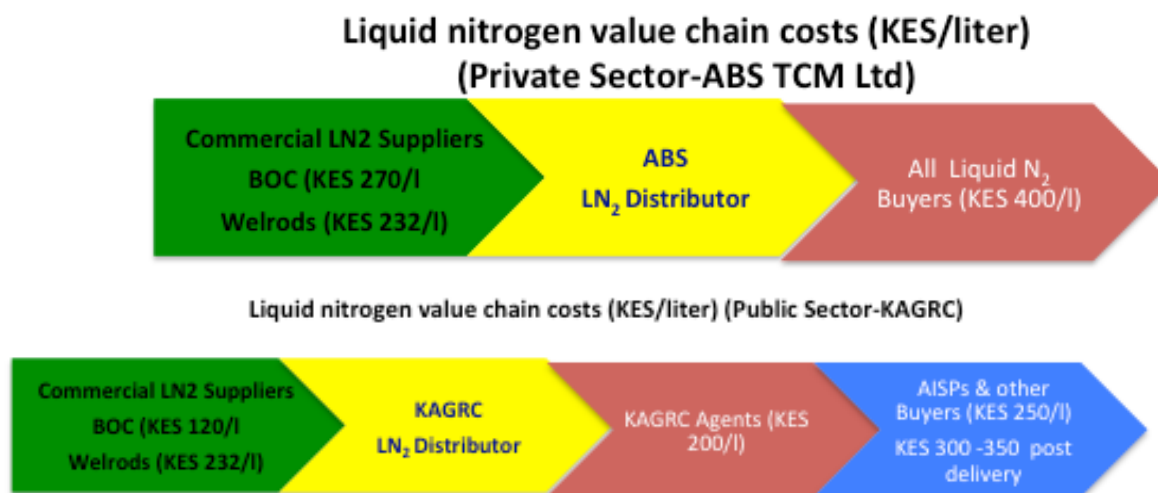 Liquid nitrogen value chain costs (KES/liter)
(Private Sector-ABS TCM Ltd)
Commercial LN2 Suppliers
BOC (KES 270/l
Welrods (KES 232/l)
ABS
LN₂ Distributor
All Liquid N₂
Buyers (KES 400/l)
Liquid nitrogen value chain costs (KES/liter) (Public Sector-KAGRC)
Commercial LN2 Suppliers
BOC (KES 120/l
Welrods (KES 232/l)
KAGRC
LN₂ Distributor
KAGRC Agents (KES
200/l)
AISPs & other
Buyers (KES 250/l)
KES 300 -350 post
delivery